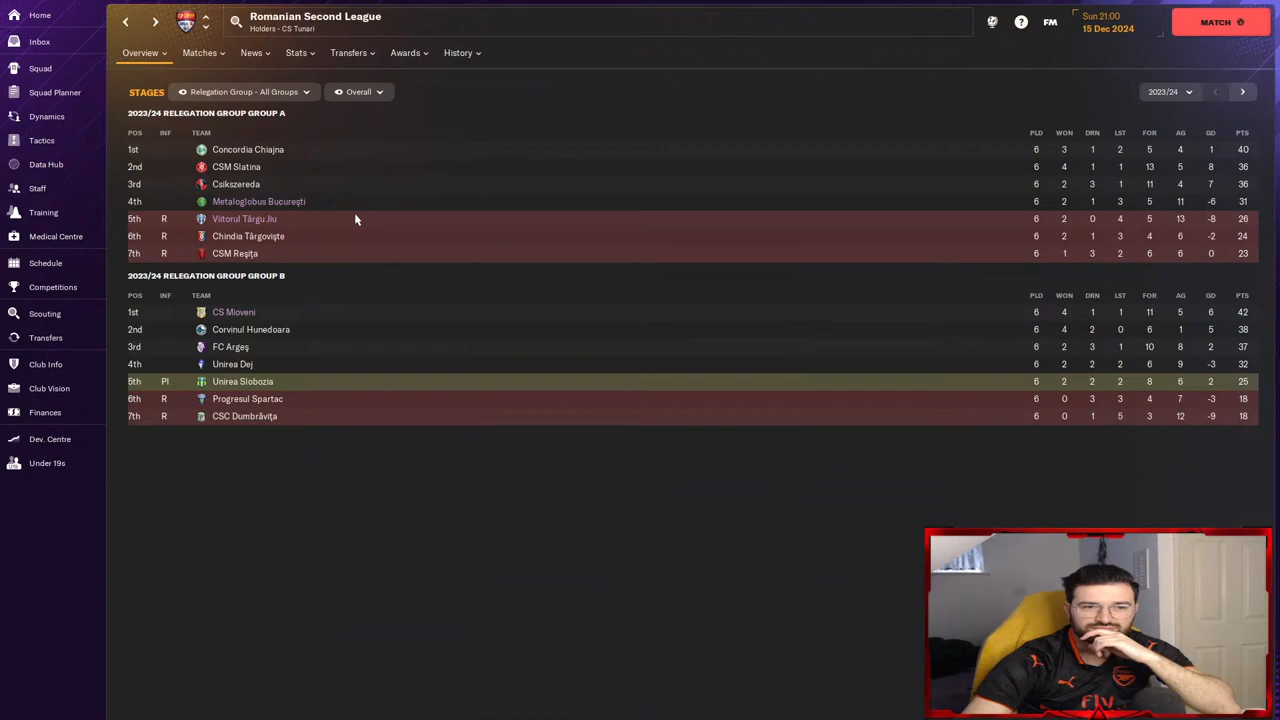 Home
Inbox
Squad
Squad Planner
Dynamics
Tactics
Data Hub
Staff
Training
Medical Centre
Schedule
Competitions
Scouting
Transfers
Club Info
Club Vision
Finances
Dev. Centre
Under 19s
Romanian Second League
Holders - CS Tunari
FM
Sun 21:00
15 Dec 2024
MATCH
Overview Matches News Stats Transfers Awards History
STAGES Relegation Group - All Groups Overall 2023/24
2023/24 RELEGATION GROUP GROUP A
POS INF TEAM PLD WON DRN LST FOR AG GD PTS
1st Concordia Chiajna 6 3 1 2 5 4 1 40
2nd CSM Slatina 6 4 1 1 13 5 8 36
3rd Csikszereda 6 2 3 1 11 4 7 36
4th Metaloglobus Bucureşti 6 2 1 3 5 11 -6 31
5th R Viitorul Târgu Jiu 6 2 0 4 5 13 -8 26
6th R Chindia Târgovişte 6 2 1 3 4 6 -2 24
7th R CSM Reşiţa 6 1 3 2 6 6 0 23
2023/24 RELEGATION GROUP GROUP B
POS INF TEAM PLD WON DRN LST FOR AG GD PTS
1st CS Mioveni 6 4 1 1 11 5 6 42
2nd Corvinul Hunedoara 6 4 2 0 6 1 5 38
3rd FC Argeş 6 2 3 1 10 8 2 37
4th Unirea Dej 6 2 2 2 6 9 -3 32
5th Pl Unirea Slobozia 6 2 2 2 8 6 2 25
6th R Progresul Spartac 6 0 3 3 4 7 -3 18
7th R CSC Dumbrăviţa 6 0 1 5 3 12 -9 18